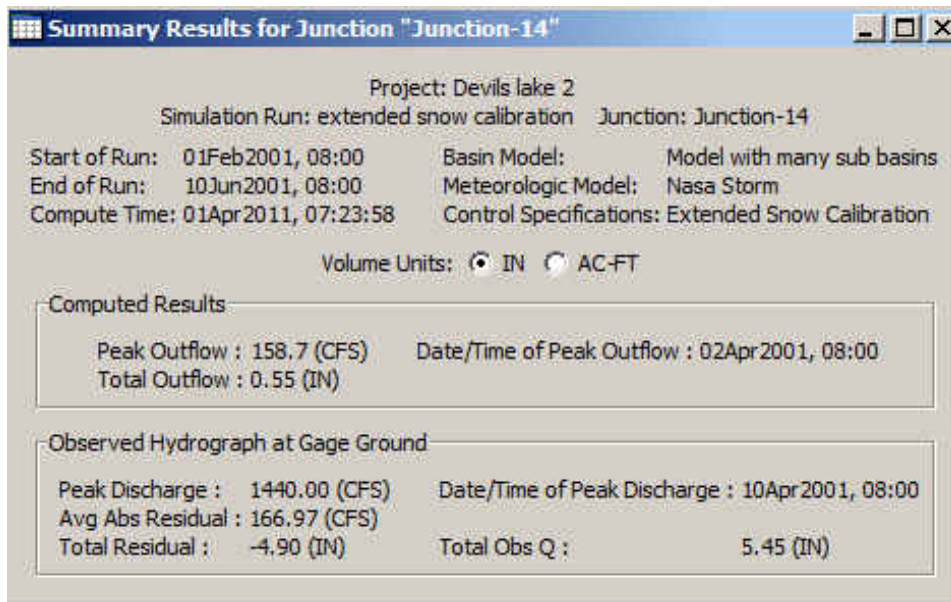 Summary Results for Junction "Junction-14"
Project: Devils lake 2
Simulation Run: extended snow calibration Junction: Junction-14
Start of Run: 01Feb2001, 08:00 Basin Model: Model with many sub basins
End of Run: 10Jun2001, 08:00 Meteorologic Model: Nasa Storm
Compute Time: 01Apr2011, 07:23:58 Control Specifications: Extended Snow Calibration
Volume Units: IN AC-FT
Computed Results
Peak Outflow : 158.7 (CFS) Date/Time of Peak Outflow : 02Apr2001, 08:00
Total Outflow : 0.55 (IN)
Observed Hydrograph at Gage Ground
Peak Discharge : 1440.00 (CFS) Date/Time of Peak Discharge : 10Apr2001, 08:00
Avg Abs Residual : 166.97 (CFS)
Total Residual : -4.90 (IN) Total Obs Q : 5.45 (IN)